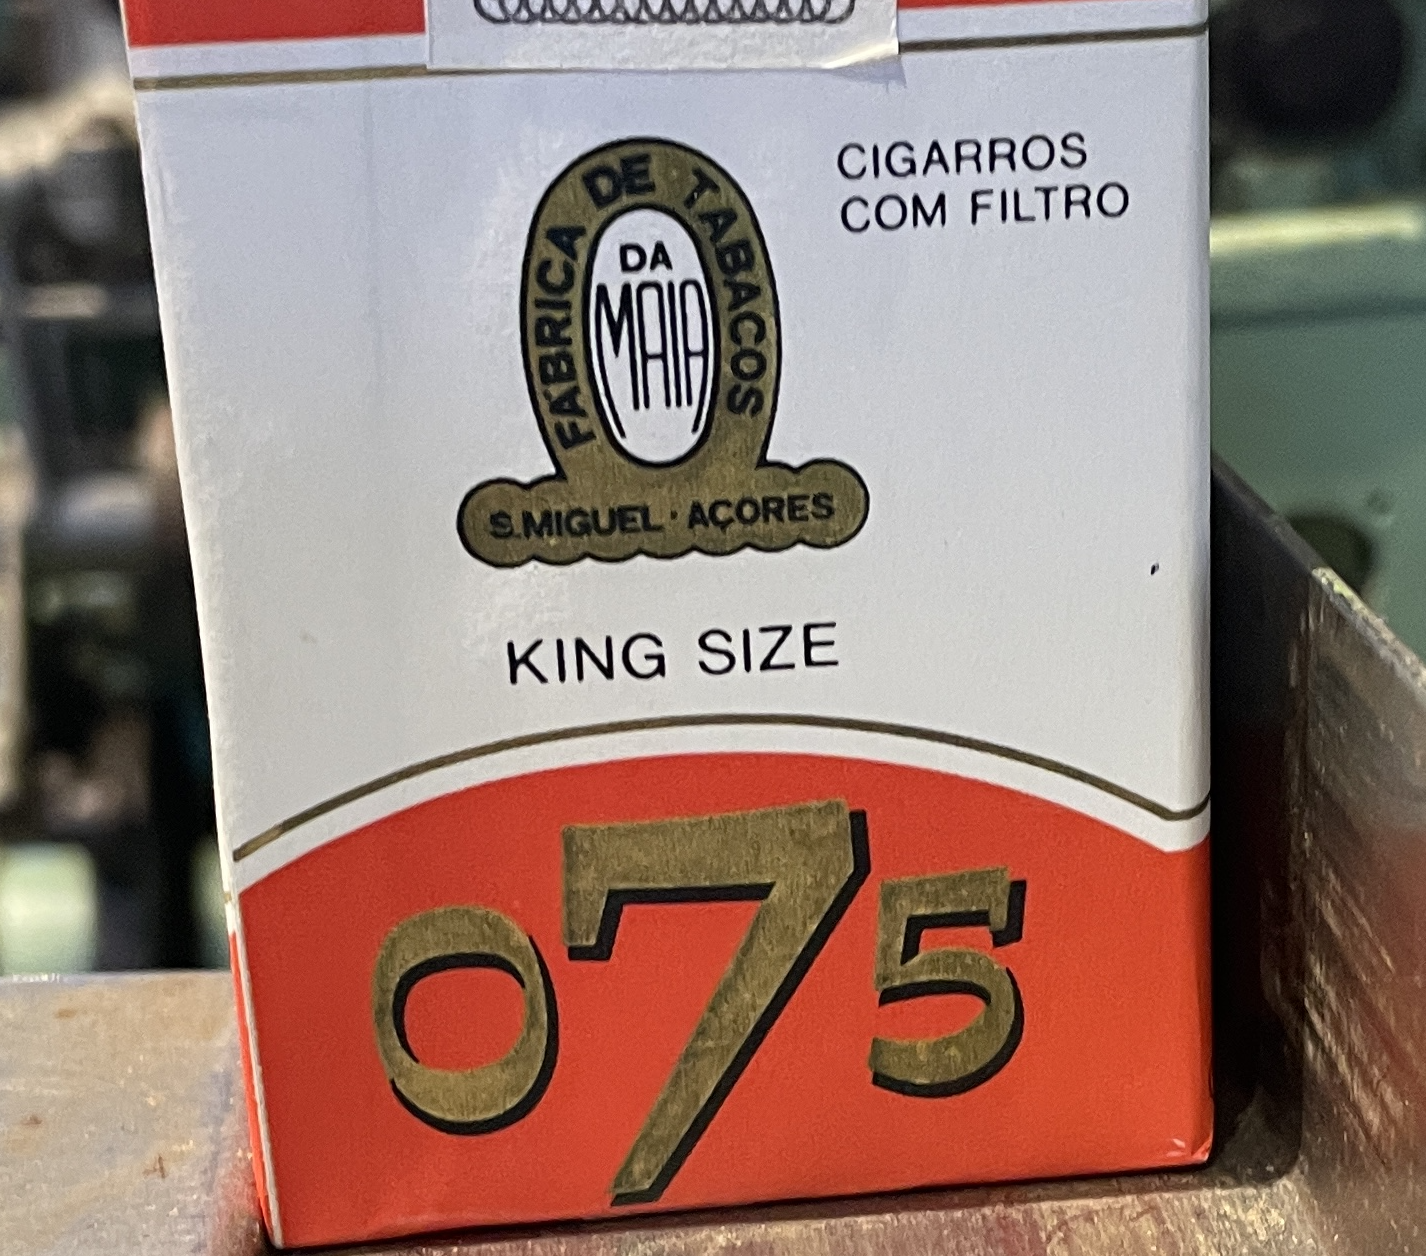 CIGARROS
COM FILTRO
FÁBRICA DE TABACOS
DA
MAIA
S.MIGUEL · AÇORES
KING SIZE
075